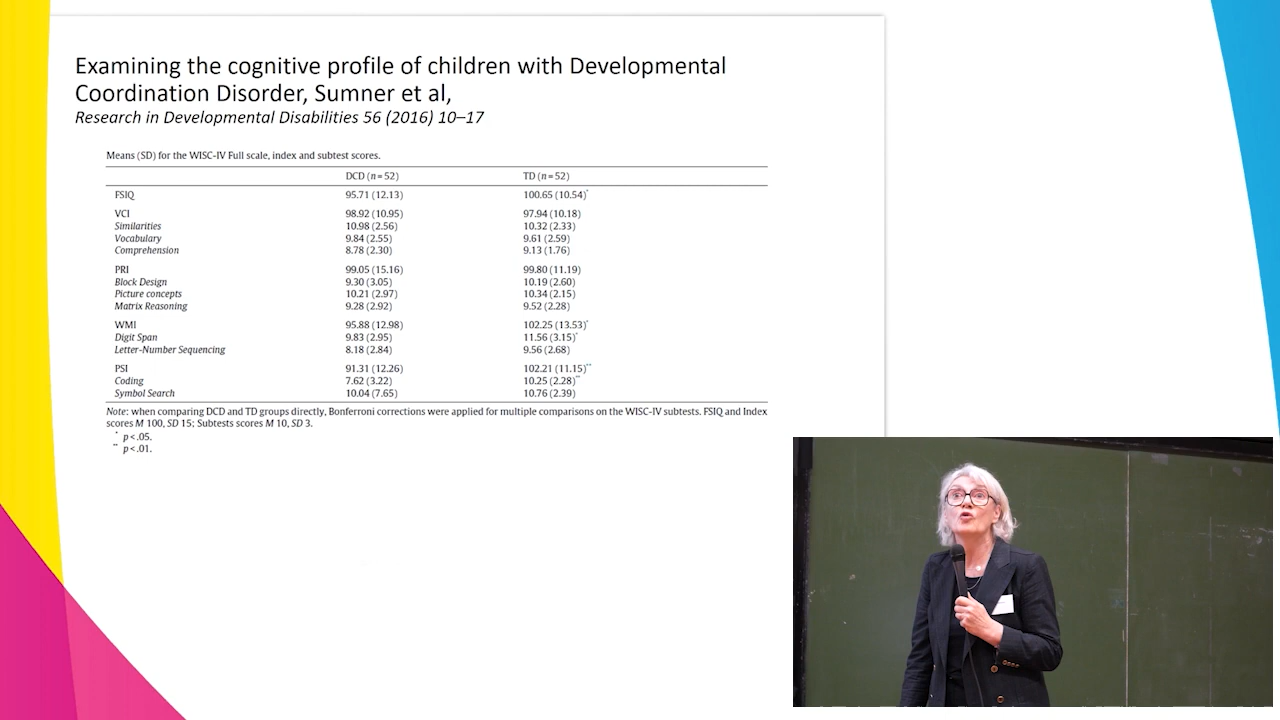 Examining the cognitive profile of children with Developmental
Coordination Disorder, Sumner et al,
Research in Developmental Disabilities 56 (2016) 10–17
Means (SD) for the WISC-IV Full scale, index and subtest scores.
DCD (n = 52) TD (n = 52)
FSIQ 95.71 (12.13) 100.65 (10.54)*
VCI 98.92 (10.95) 97.94 (10.18)
Similarities 10.98 (2.56) 10.32 (2.33)
Vocabulary 9.84 (2.55) 9.61 (2.59)
Comprehension 8.78 (2.30) 9.13 (1.76)
PRI 99.05 (15.16) 99.80 (11.19)
Block Design 9.30 (3.05) 10.19 (2.60)
Picture concepts 10.21 (2.97) 10.34 (2.15)
Matrix Reasoning 9.28 (2.92) 9.52 (2.28)
WMI 95.88 (12.98) 102.25 (13.53)*
Digit Span 9.83 (2.95) 11.56 (3.15)*
Letter-Number Sequencing 8.18 (2.84) 9.56 (2.68)
PSI 91.31 (12.26) 102.21 (11.15)**
Coding 7.62 (3.22) 10.25 (2.28)**
Symbol Search 10.04 (7.65) 10.76 (2.39)
Note: when comparing DCD and TD groups directly, Bonferroni corrections were applied for multiple comparisons on the WISC-IV subtests. FSIQ and Index
scores M 100, SD 15; Subtests scores M 10, SD 3.
* p < .05.
** p < .01.